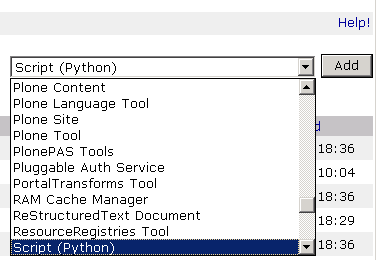 Help!
Script (Python)
Add
Plone Content
Plone Language Tool
Plone Site
Plone Tool
PlonePAS Tools
Pluggable Auth Service
PortalTransforms Tool
RAM Cache Manager
ReStructuredText Document
ResourceRegistries Tool
Script (Python)
d
18:36
10:04
18:36
18:29
18:36